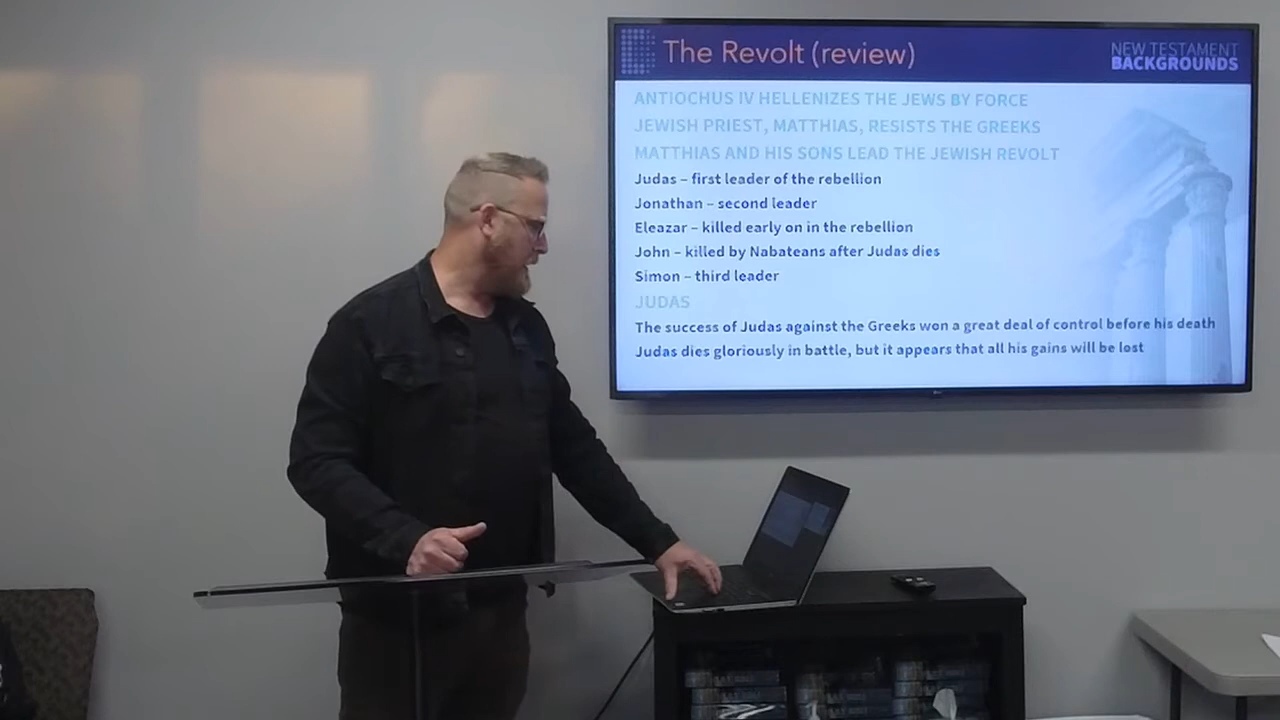 The Revolt (review)
NEW TESTAMENT
BACKGROUNDS
ANTIOCHUS IV HELLENIZES THE JEWS BY FORCE
JEWISH PRIEST, MATTHIAS, RESISTS THE GREEKS
MATTHIAS AND HIS SONS LEAD THE JEWISH REVOLT
Judas – first leader of the rebellion
Jonathan – second leader
Eleazar – killed early on in the rebellion
John – killed by Nabateans after Judas dies
Simon – third leader
JUDAS
The success of Judas against the Greeks won a great deal of control before his death
Judas dies gloriously in battle, but it appears that all his gains will be lost